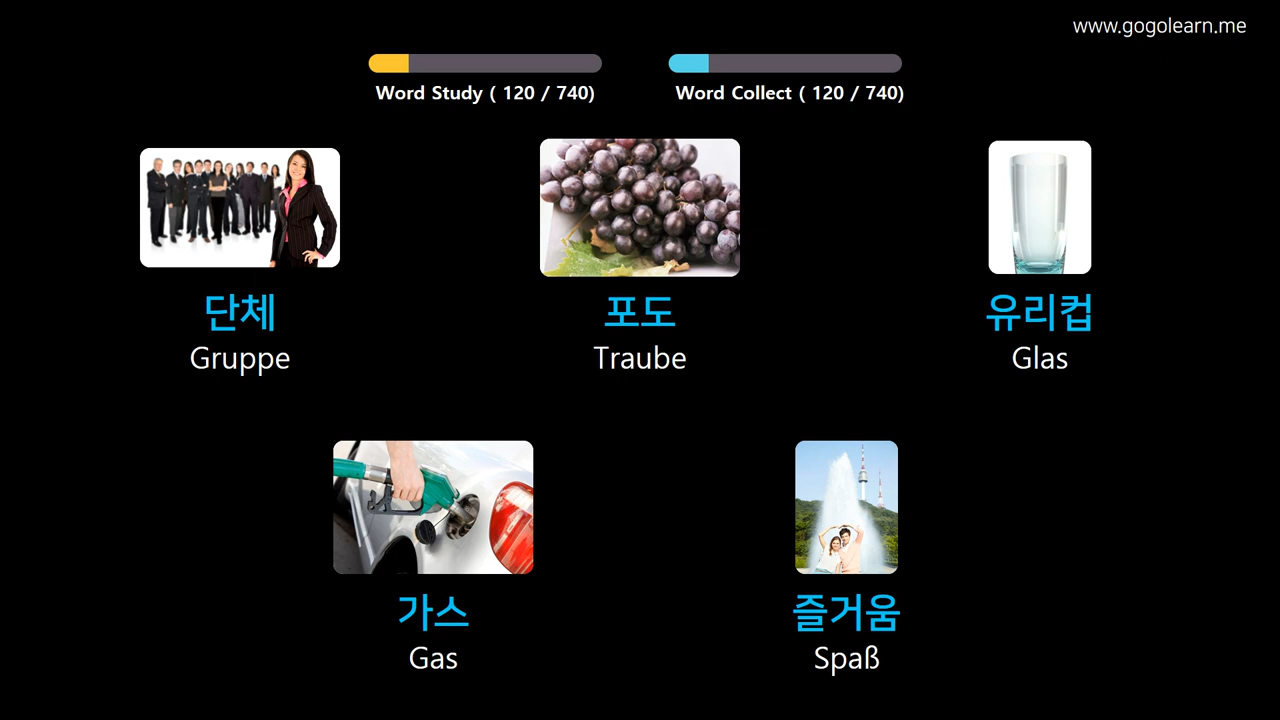 www.gogolearn.me
Word Study ( 120 / 740)
Word Collect ( 120 / 740)
단체
Gruppe
포도
Traube
유리컵
Glas
가스
Gas
즐거움
Spaß